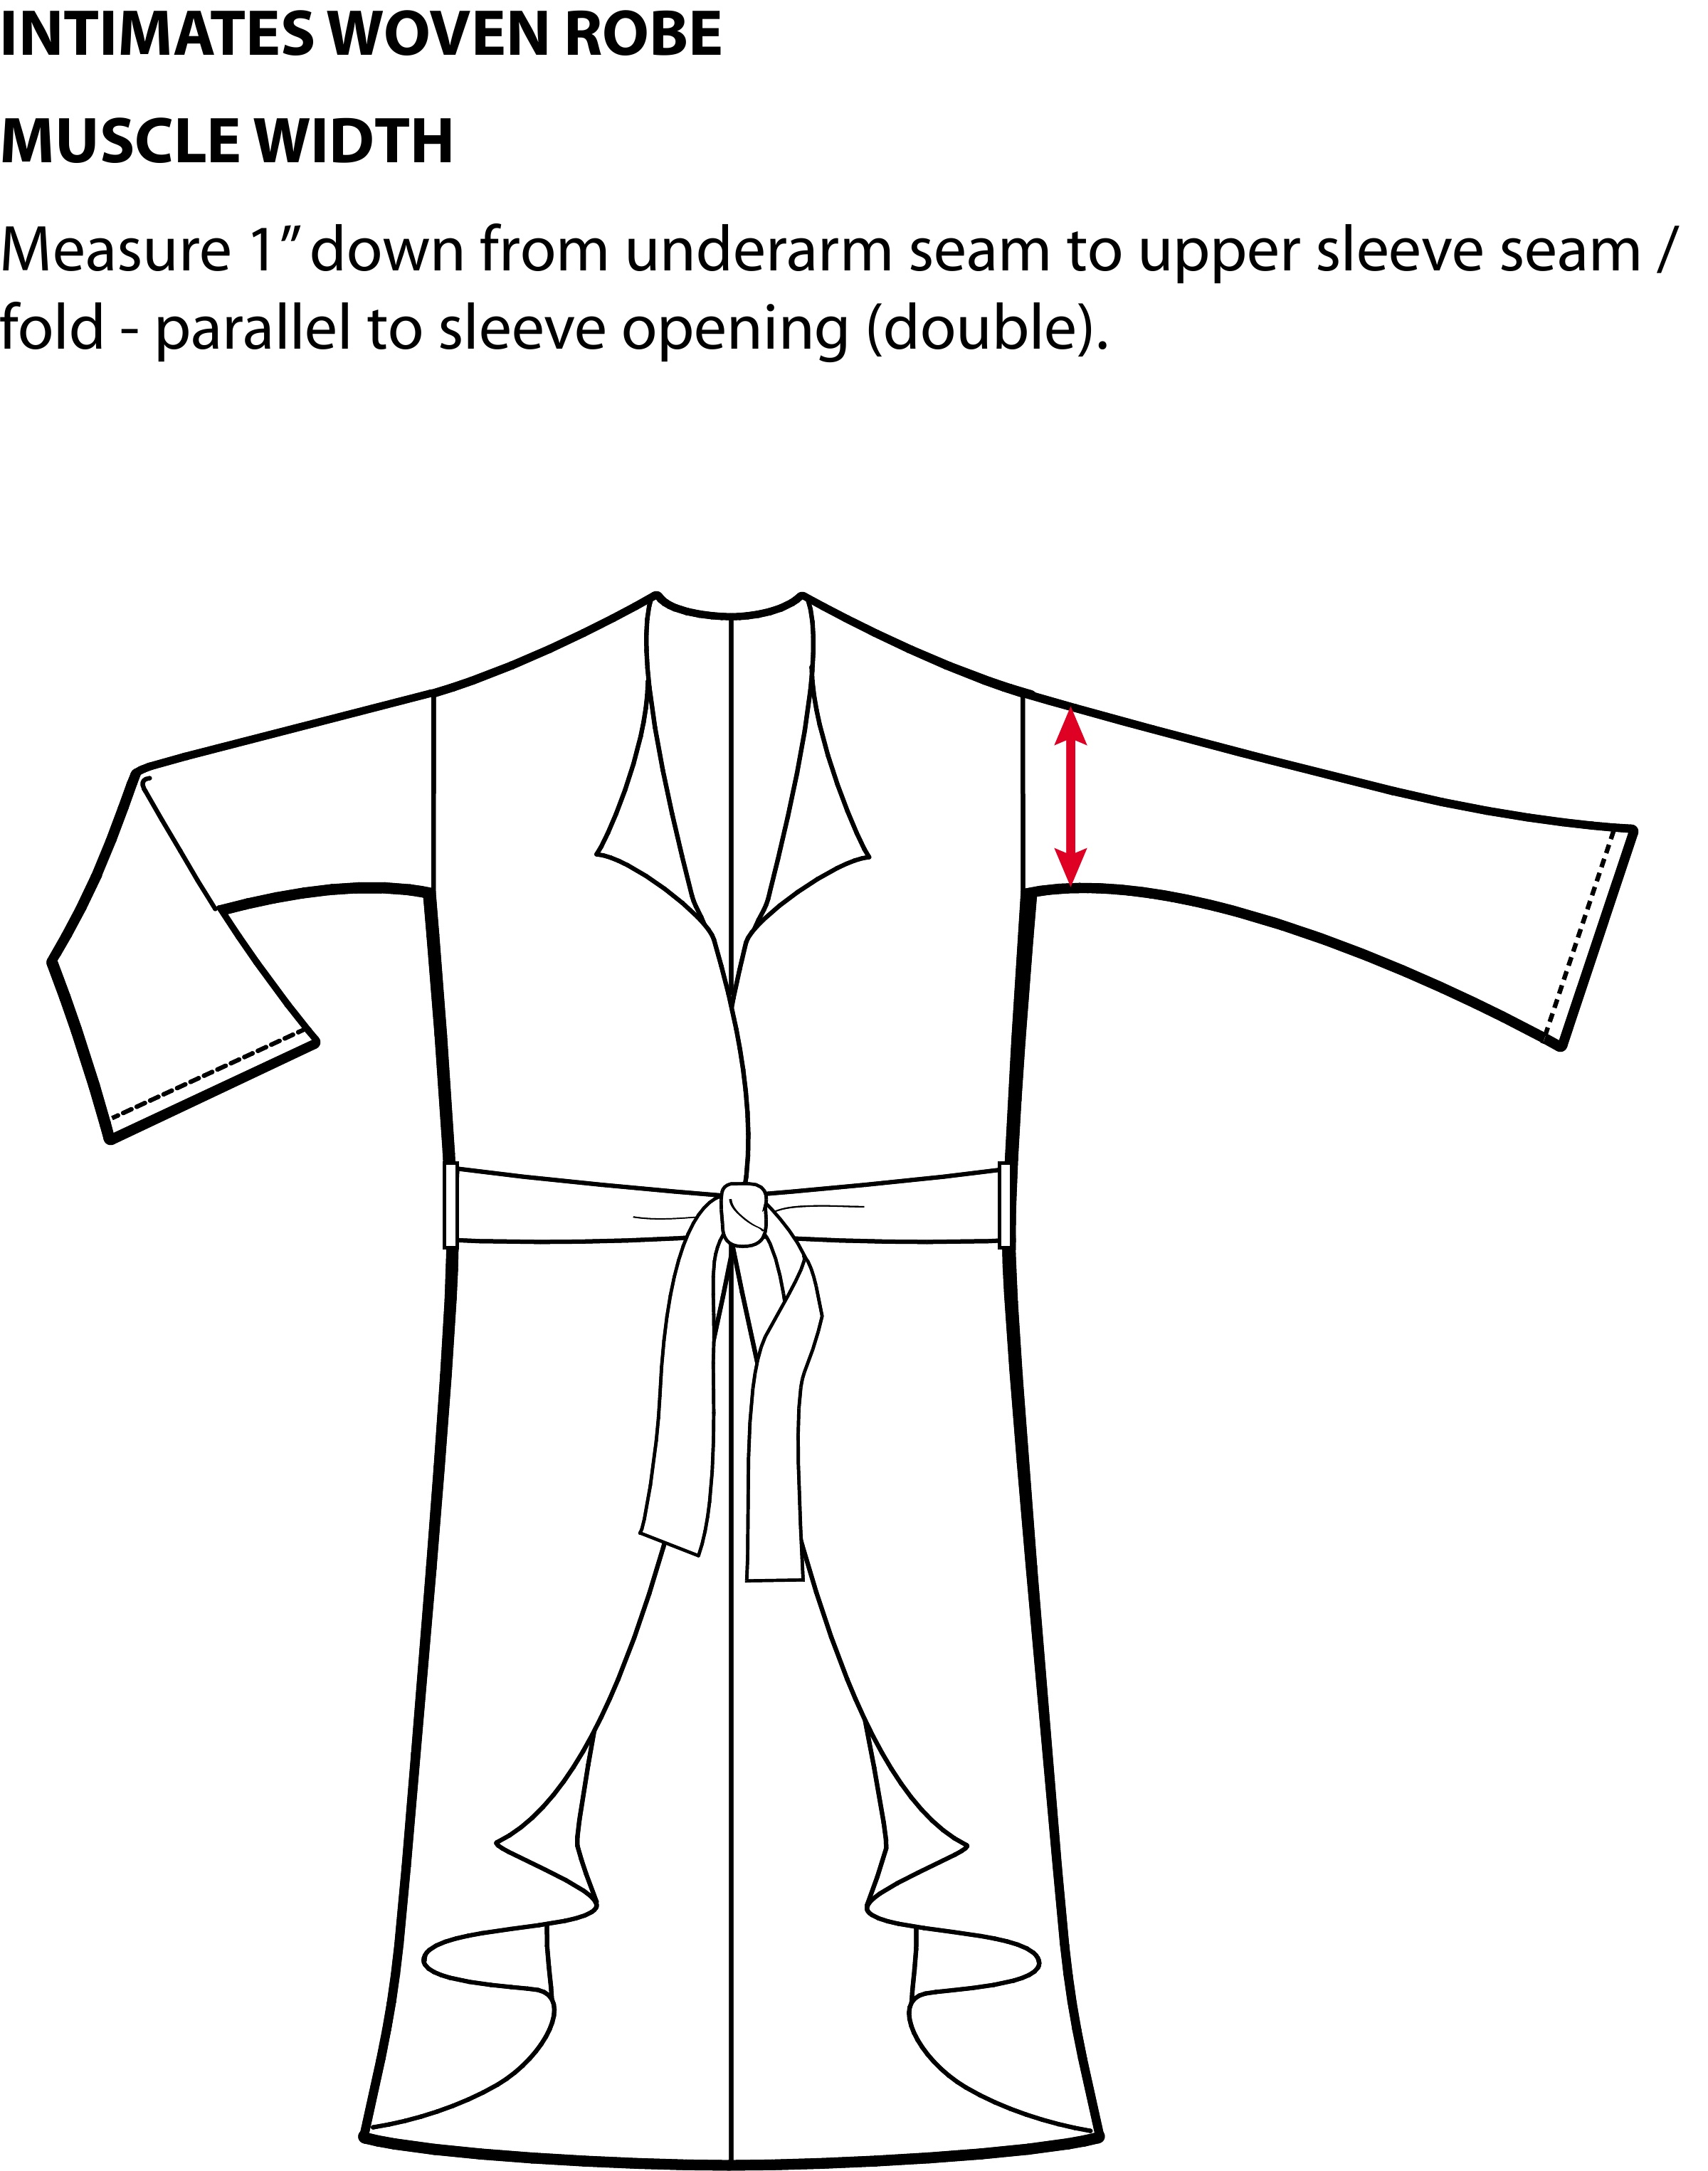 INTIMATES WOVEN ROBE
MUSCLE WIDTH
Measure 1” down from underarm seam to upper sleeve seam /
fold - parallel to sleeve opening (double).